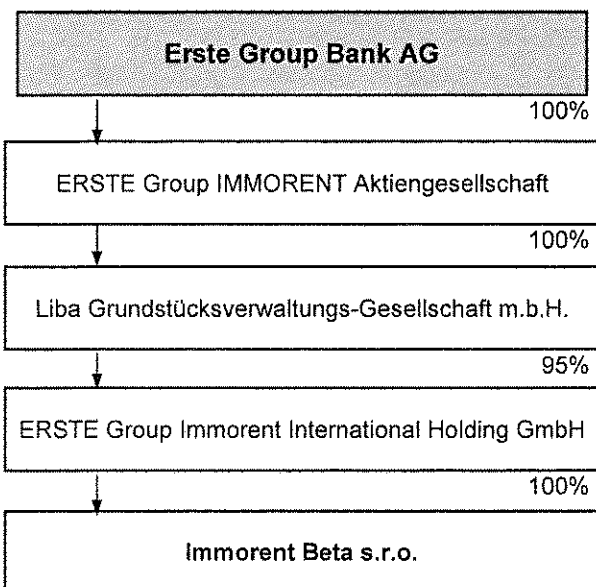 Erste Group Bank AG
100%
ERSTE Group IMMORENT Aktiengesellschaft
100%
Liba Grundstücksverwaltungs-Gesellschaft m.b.H.
95%
ERSTE Group Immorent International Holding GmbH
100%
Immorent Beta s.r.o.